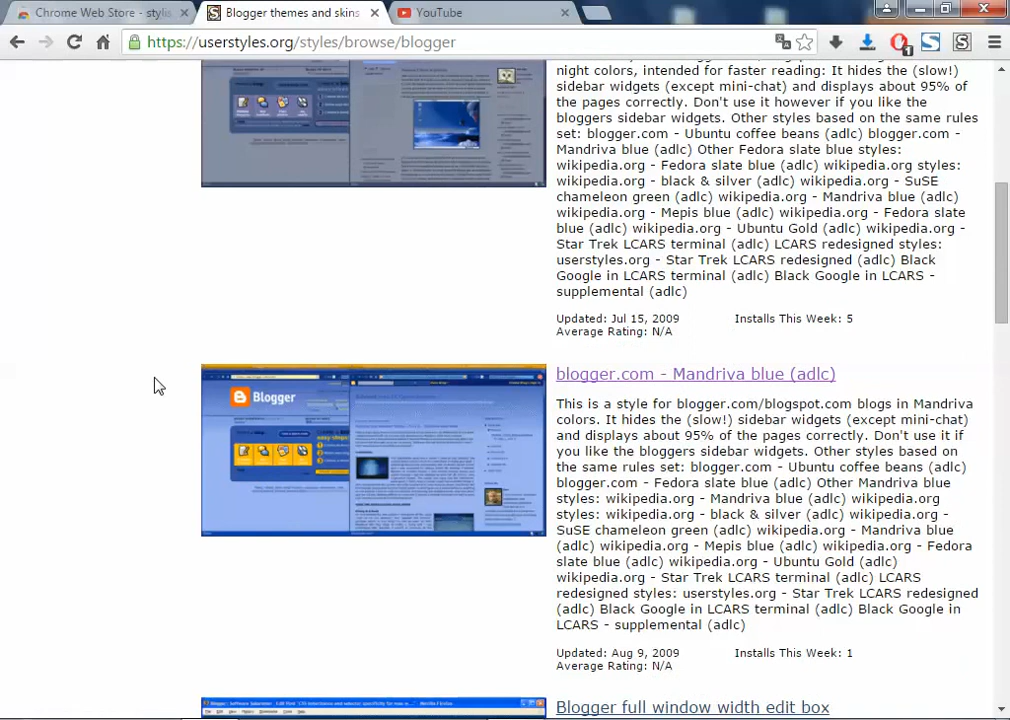 Chrome Web Store - stylis
Blogger themes and skins
YouTube
https://userstyles.org/styles/browse/blogger
1
night colors, intended for faster reading: It hides the (slow!)
sidebar widgets (except mini-chat) and displays about 95% of
the pages correctly. Don't use it however if you like the
bloggers sidebar widgets. Other styles based on the same rules
set: blogger.com - Ubuntu coffee beans (adlc) blogger.com -
Mandriva blue (adlc) Other Fedora slate blue styles:
wikipedia.org - Fedora slate blue (adlc) wikipedia.org styles:
wikipedia.org - black & silver (adlc) wikipedia.org - SuSE
chameleon green (adlc) wikipedia.org - Mandriva blue (adlc)
wikipedia.org - Mepis blue (adlc) wikipedia.org - Fedora slate
blue (adlc) wikipedia.org - Ubuntu Gold (adlc) wikipedia.org -
Star Trek LCARS terminal (adlc) LCARS redesigned styles:
userstyles.org - Star Trek LCARS redesigned (adlc) Black
Google in LCARS terminal (adlc) Black Google in LCARS -
supplemental (adlc)
Updated: Jul 15, 2009 Installs This Week: 5
Average Rating: N/A
Blogger
blogger.com - Mandriva blue (adlc)
This is a style for blogger.com/blogspot.com blogs in Mandriva
colors. It hides the (slow!) sidebar widgets (except mini-chat)
and displays about 95% of the pages correctly. Don't use it if
you like the bloggers sidebar widgets. Other styles based on
the same rules set: blogger.com - Ubuntu coffee beans (adlc)
blogger.com - Fedora slate blue (adlc) Other Mandriva blue
styles: wikipedia.org - Mandriva blue (adlc) wikipedia.org
styles: wikipedia.org - black & silver (adlc) wikipedia.org -
SuSE chameleon green (adlc) wikipedia.org - Mandriva blue
(adlc) wikipedia.org - Mepis blue (adlc) wikipedia.org - Fedora
slate blue (adlc) wikipedia.org - Ubuntu Gold (adlc)
wikipedia.org - Star Trek LCARS terminal (adlc) LCARS
redesigned styles: userstyles.org - Star Trek LCARS redesigned
(adlc) Black Google in LCARS terminal (adlc) Black Google in
LCARS - supplemental (adlc)
Updated: Aug 9, 2009 Installs This Week: 1
Average Rating: N/A
Blogger full window width edit box